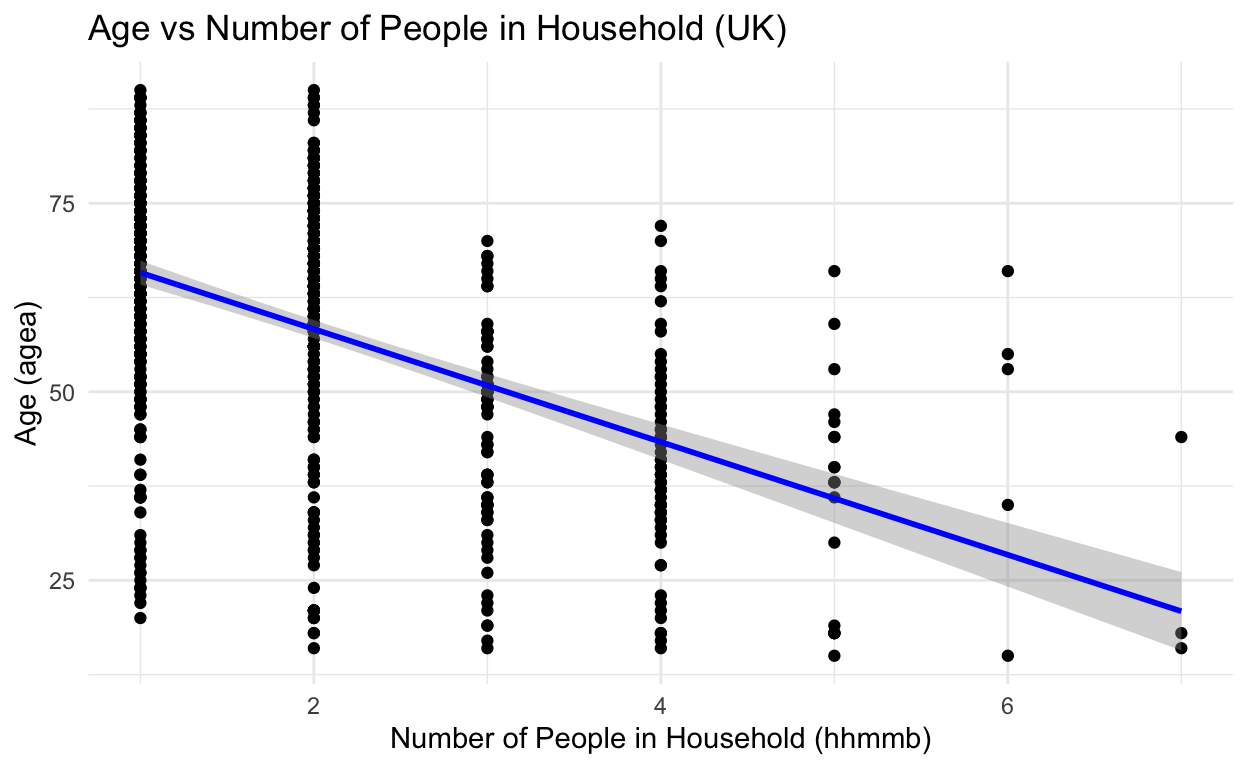 Age vs Number of People in Household (UK)
75
50
25
Age (agea)
2 4 6
Number of People in Household (hhmmb)